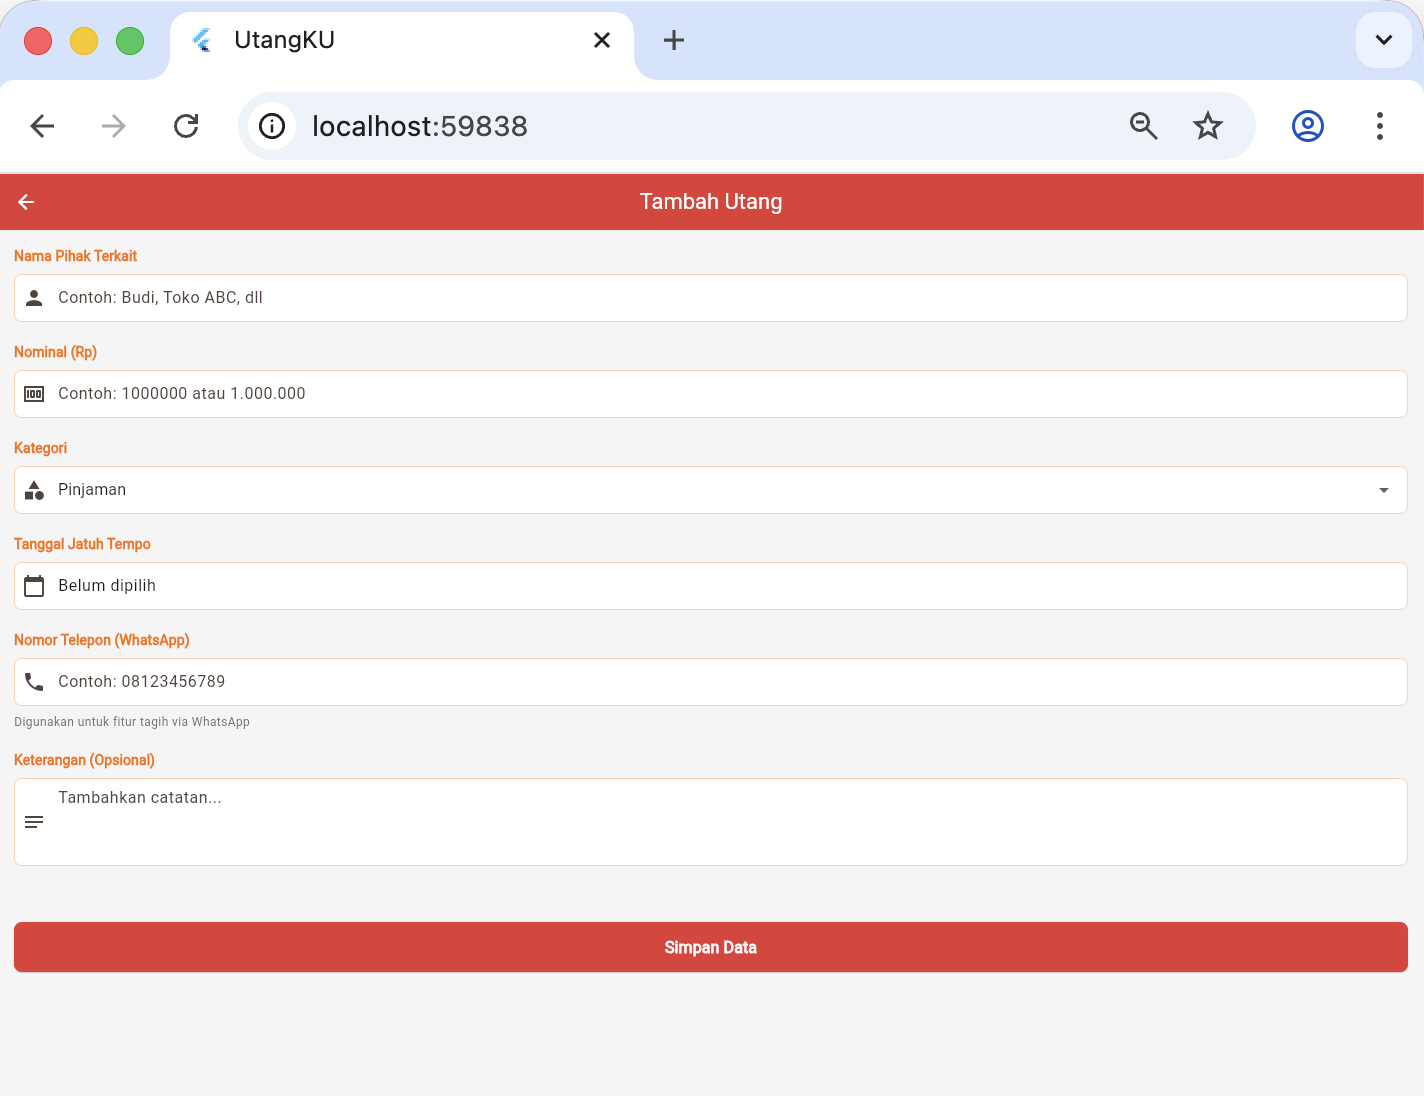 UtangKU
localhost:59838
Tambah Utang
Nama Pihak Terkait
Contoh: Budi, Toko ABC, dll
Nominal (Rp)
Contoh: 1000000 atau 1.000.000
Kategori
Pinjaman
Tanggal Jatuh Tempo
Belum dipilih
Nomor Telepon (WhatsApp)
Contoh: 08123456789
Digunakan untuk fitur tagih via WhatsApp
Keterangan (Opsional)
Tambahkan catatan...
Simpan Data